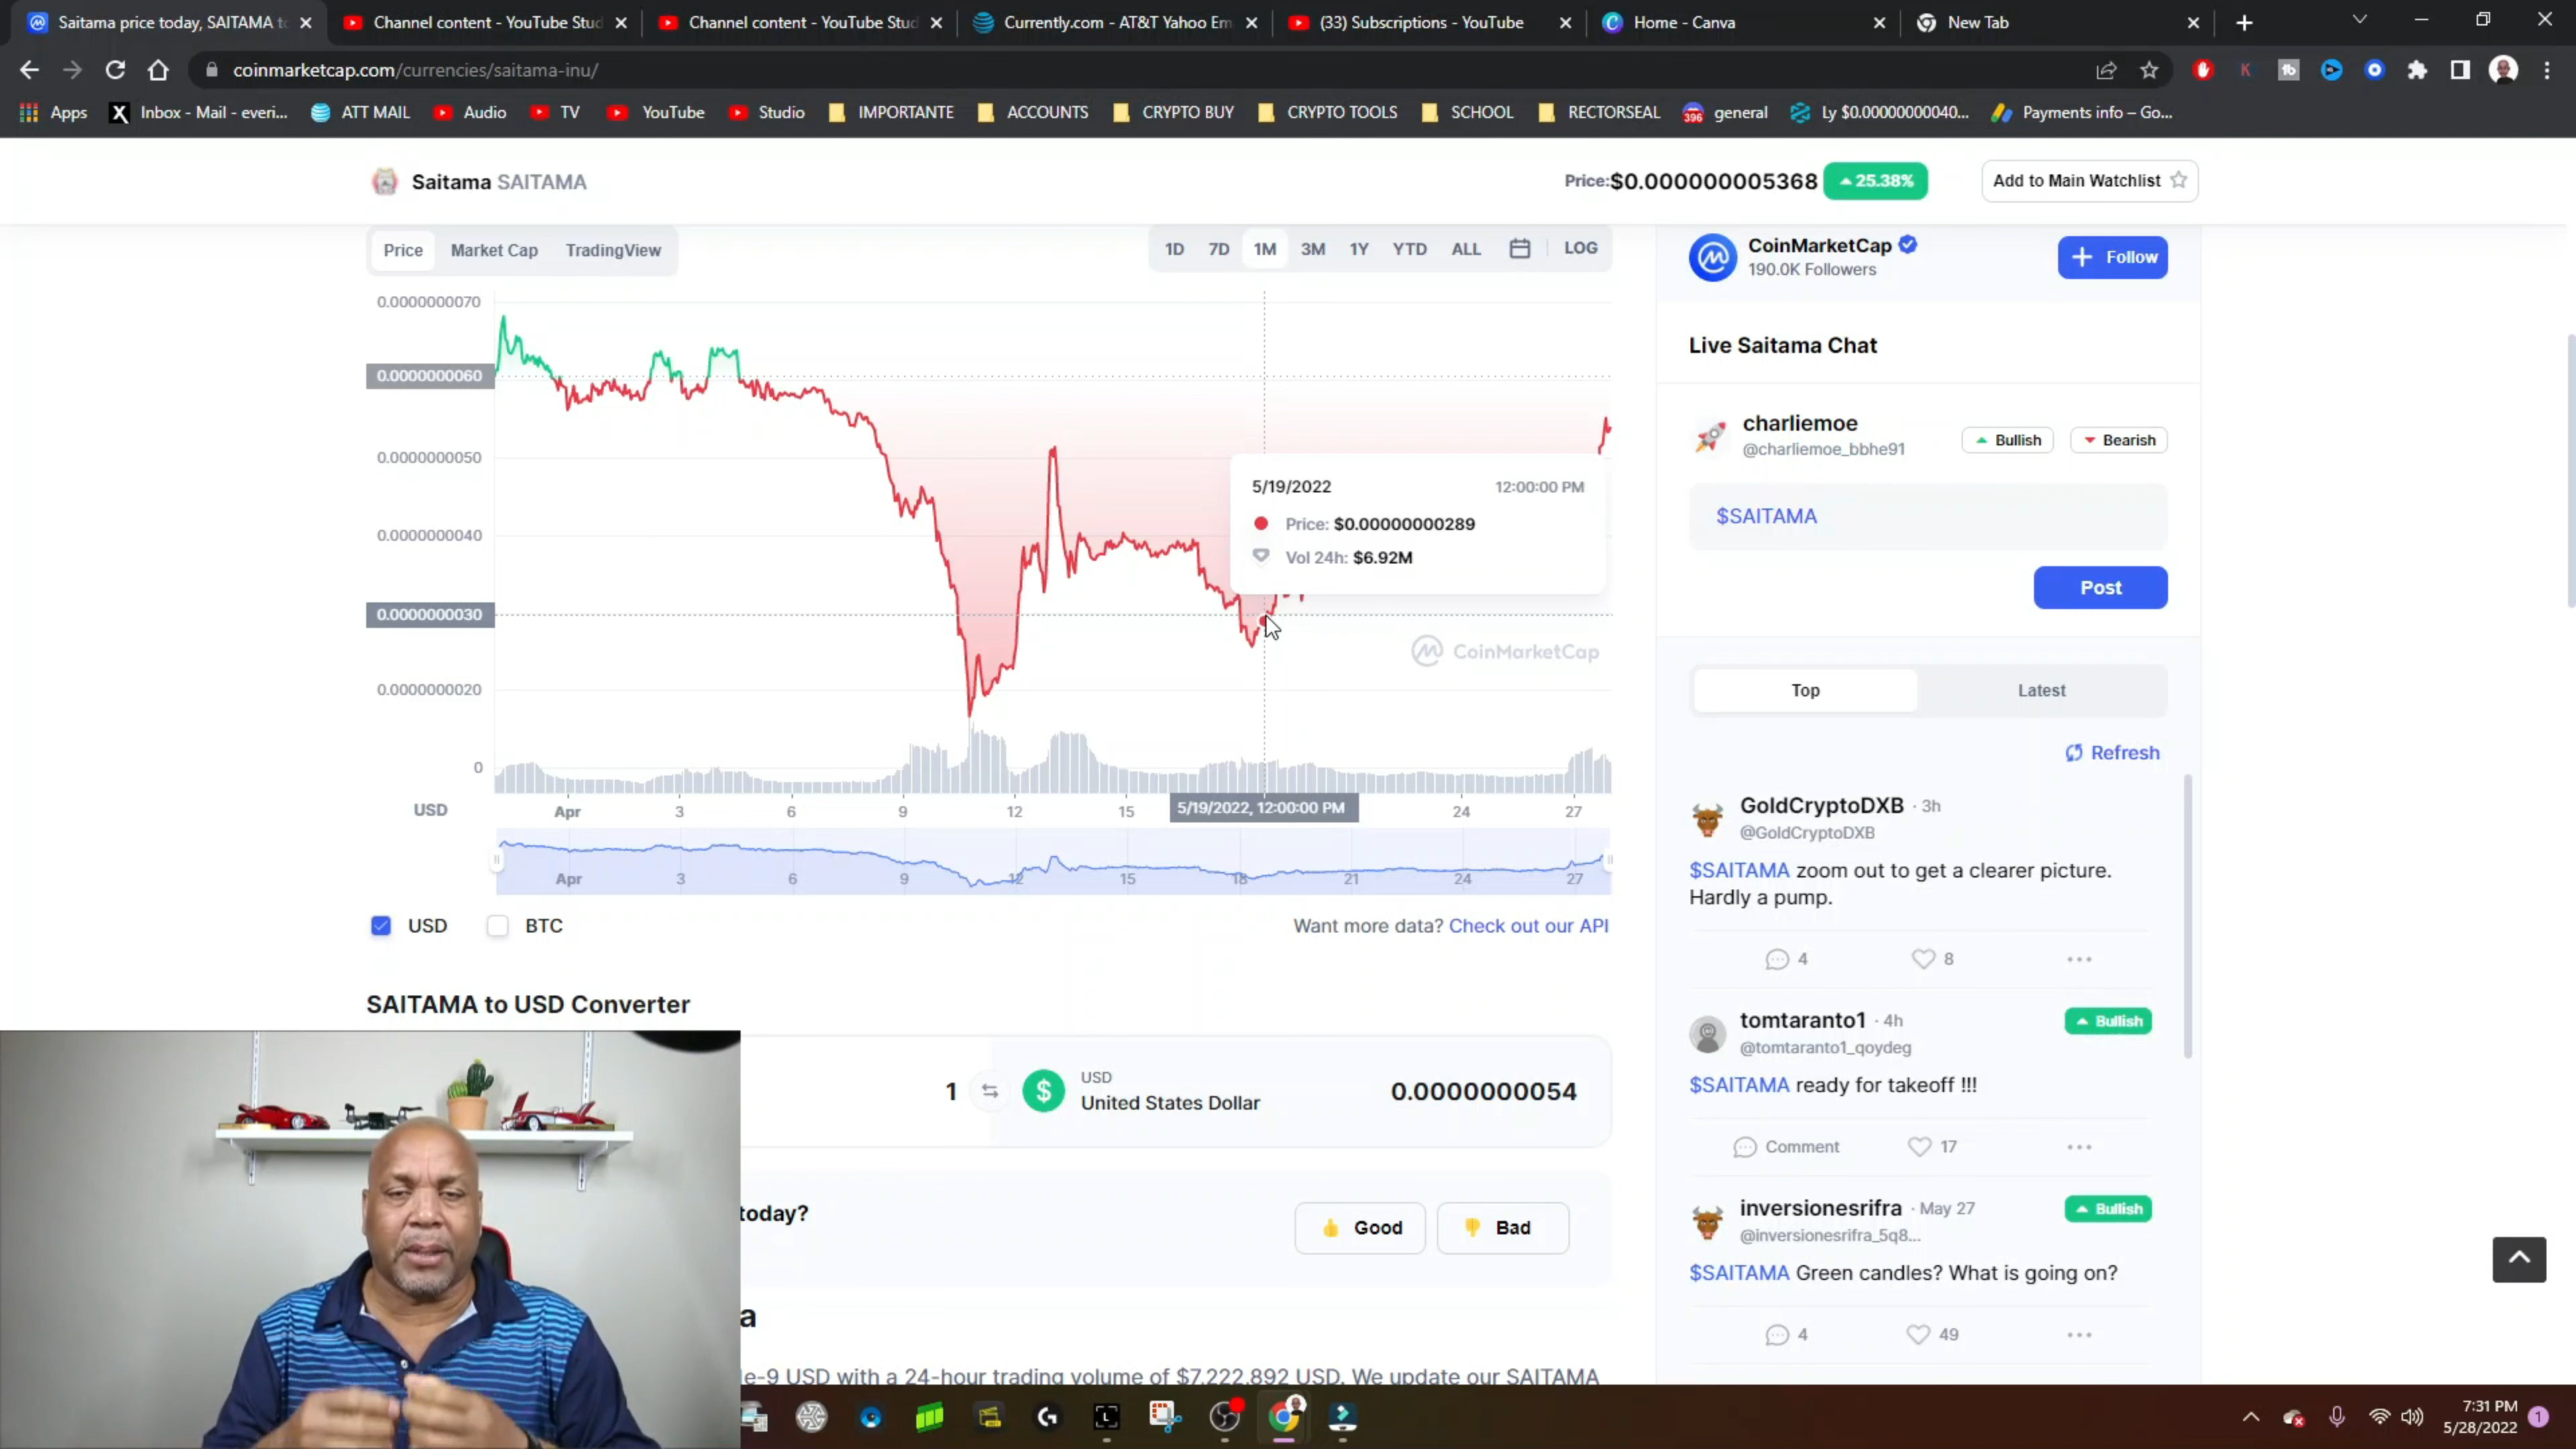 Saitama price today, SAITAMA to
Channel content - YouTube Stud
Channel content - YouTube Stud
Currently.com - AT&T Yahoo Em
(33) Subscriptions - YouTube
Home - Canva
New Tab
coinmarketcap.com/currencies/saitama-inu/
Apps
Inbox - Mail - everi...
ATT MAIL
Audio
TV
YouTube
Studio
IMPORTANTE
ACCOUNTS
CRYPTO BUY
CRYPTO TOOLS
SCHOOL
RECTORSEAL
396
general
Ly $0.00000000040...
Payments info – Go...
Saitama SAITAMA
Price:$0.000000005368
25.38%
Add to Main Watchlist
Price
Market Cap
TradingView
1D
7D
1M
3M
1Y
YTD
ALL
LOG
0.0000000070
0.0000000060
0.0000000050
0.0000000040
0.0000000030
0.0000000020
0
5/19/2022
12:00:00 PM
Price: $0.00000000289
Vol 24h: $6.92M
CoinMarketCap
USD
Apr
3
6
9
12
15
5/19/2022, 12:00:00 PM
24
27
Apr
3
6
9
12
15
18
21
24
27
USD
BTC
Want more data? Check out our API
SAITAMA to USD Converter
1
USD
United States Dollar
0.0000000054
today?
Good
Bad
a
le-9 USD with a 24-hour trading volume of $7,222,892 USD. We update our SAITAMA
CoinMarketCap
190.0K Followers
Follow
Live Saitama Chat
charliemoe
@charliemoe_bbhe91
Bullish
Bearish
$SAITAMA
Post
Top
Latest
Refresh
GoldCryptoDXB · 3h
@GoldCryptoDXB
$SAITAMA zoom out to get a clearer picture.
Hardly a pump.
4
8
tomtaranto1 · 4h
@tomtaranto1_qoydeg
Bullish
$SAITAMA ready for takeoff !!!
Comment
17
inversionesrifra · May 27
@inversionesrifra_5q8...
Bullish
$SAITAMA Green candles? What is going on?
4
49
7:31 PM
5/28/2022
1